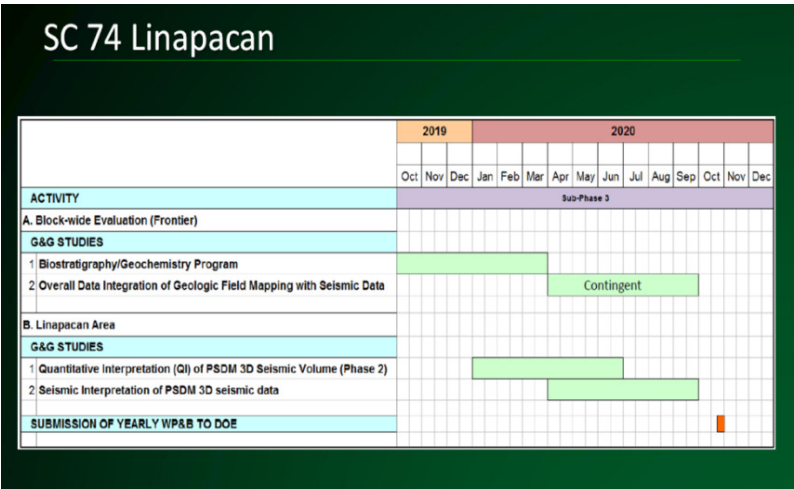 SC 74 Linapacan
2019 2020
Oct Nov Dec Jan Feb Mar Apr May Jun Jul Aug Sep Oct Nov Dec
ACTIVITY Sub-Phase 3
A. Block-wide Evaluation (Frontier)
G&G STUDIES
1 Biostratigraphy/Geochemistry Program
2 Overall Data Integration of Geologic Field Mapping with Seismic Data Contingent
B. Linapacan Area
G&G STUDIES
1 Quantitative Interpretation (QI) of PSDM 3D Seismic Volume (Phase 2)
2 Seismic Interpretation of PSDM 3D seismic data
SUBMISSION OF YEARLY WP&B TO DOE